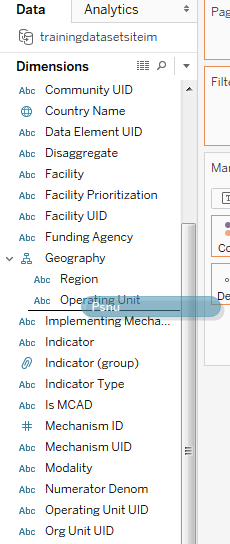 Data
Analytics
Pag
trainingdatasetsiteim
Dimensions
Filte
Abc Community UID
Country Name
Abc Data Element UID
Abc Disaggregate
Abc Facility
Abc Facility Prioritization
Mar
Abc Facility UID
Abc Funding Agency
Co
Geography
Abc Region
Abc Operating Unit
De
Psnu
Abc Implementing Mecha...
Abc Indicator
Indicator (group)
Abc Indicator Type
Abc Is MCAD
# Mechanism ID
Abc Mechanism UID
Abc Modality
Abc Numerator Denom
Abc Operating Unit UID
Abc Org Unit UID